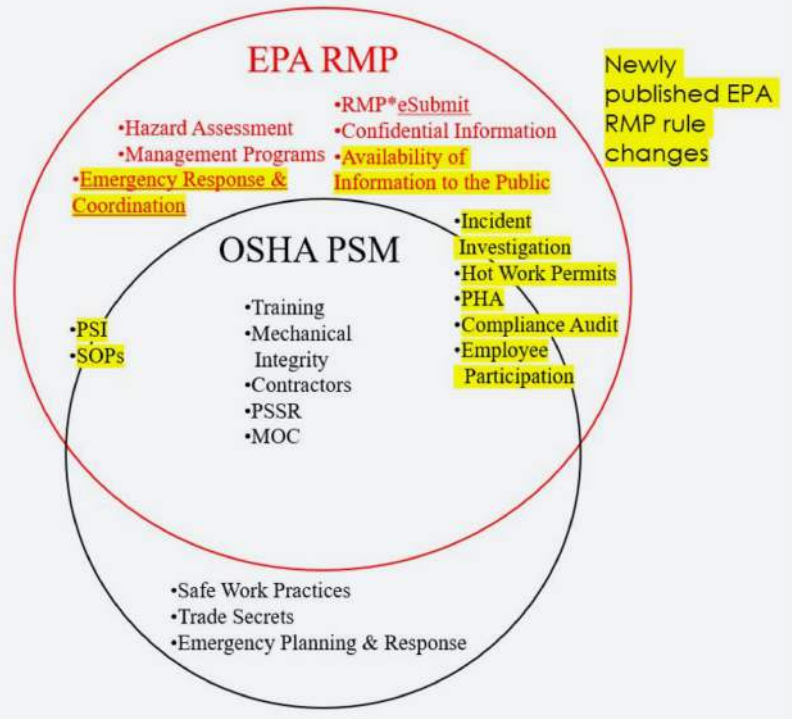 EPA RMP
•Hazard Assessment
•Management Programs
•Emergency Response &
Coordination
•RMP*eSubmit
•Confidential Information
•Availability of
Information to the Public
Newly
published EPA
RMP rule
changes
OSHA PSM
•Incident
Investigation
•Hot Work Permits
•PHA
•Compliance Audit
•Employee
Participation
•PSI
•SOPs
•Training
•Mechanical
Integrity
•Contractors
•PSSR
•MOC
•Safe Work Practices
•Trade Secrets
•Emergency Planning & Response